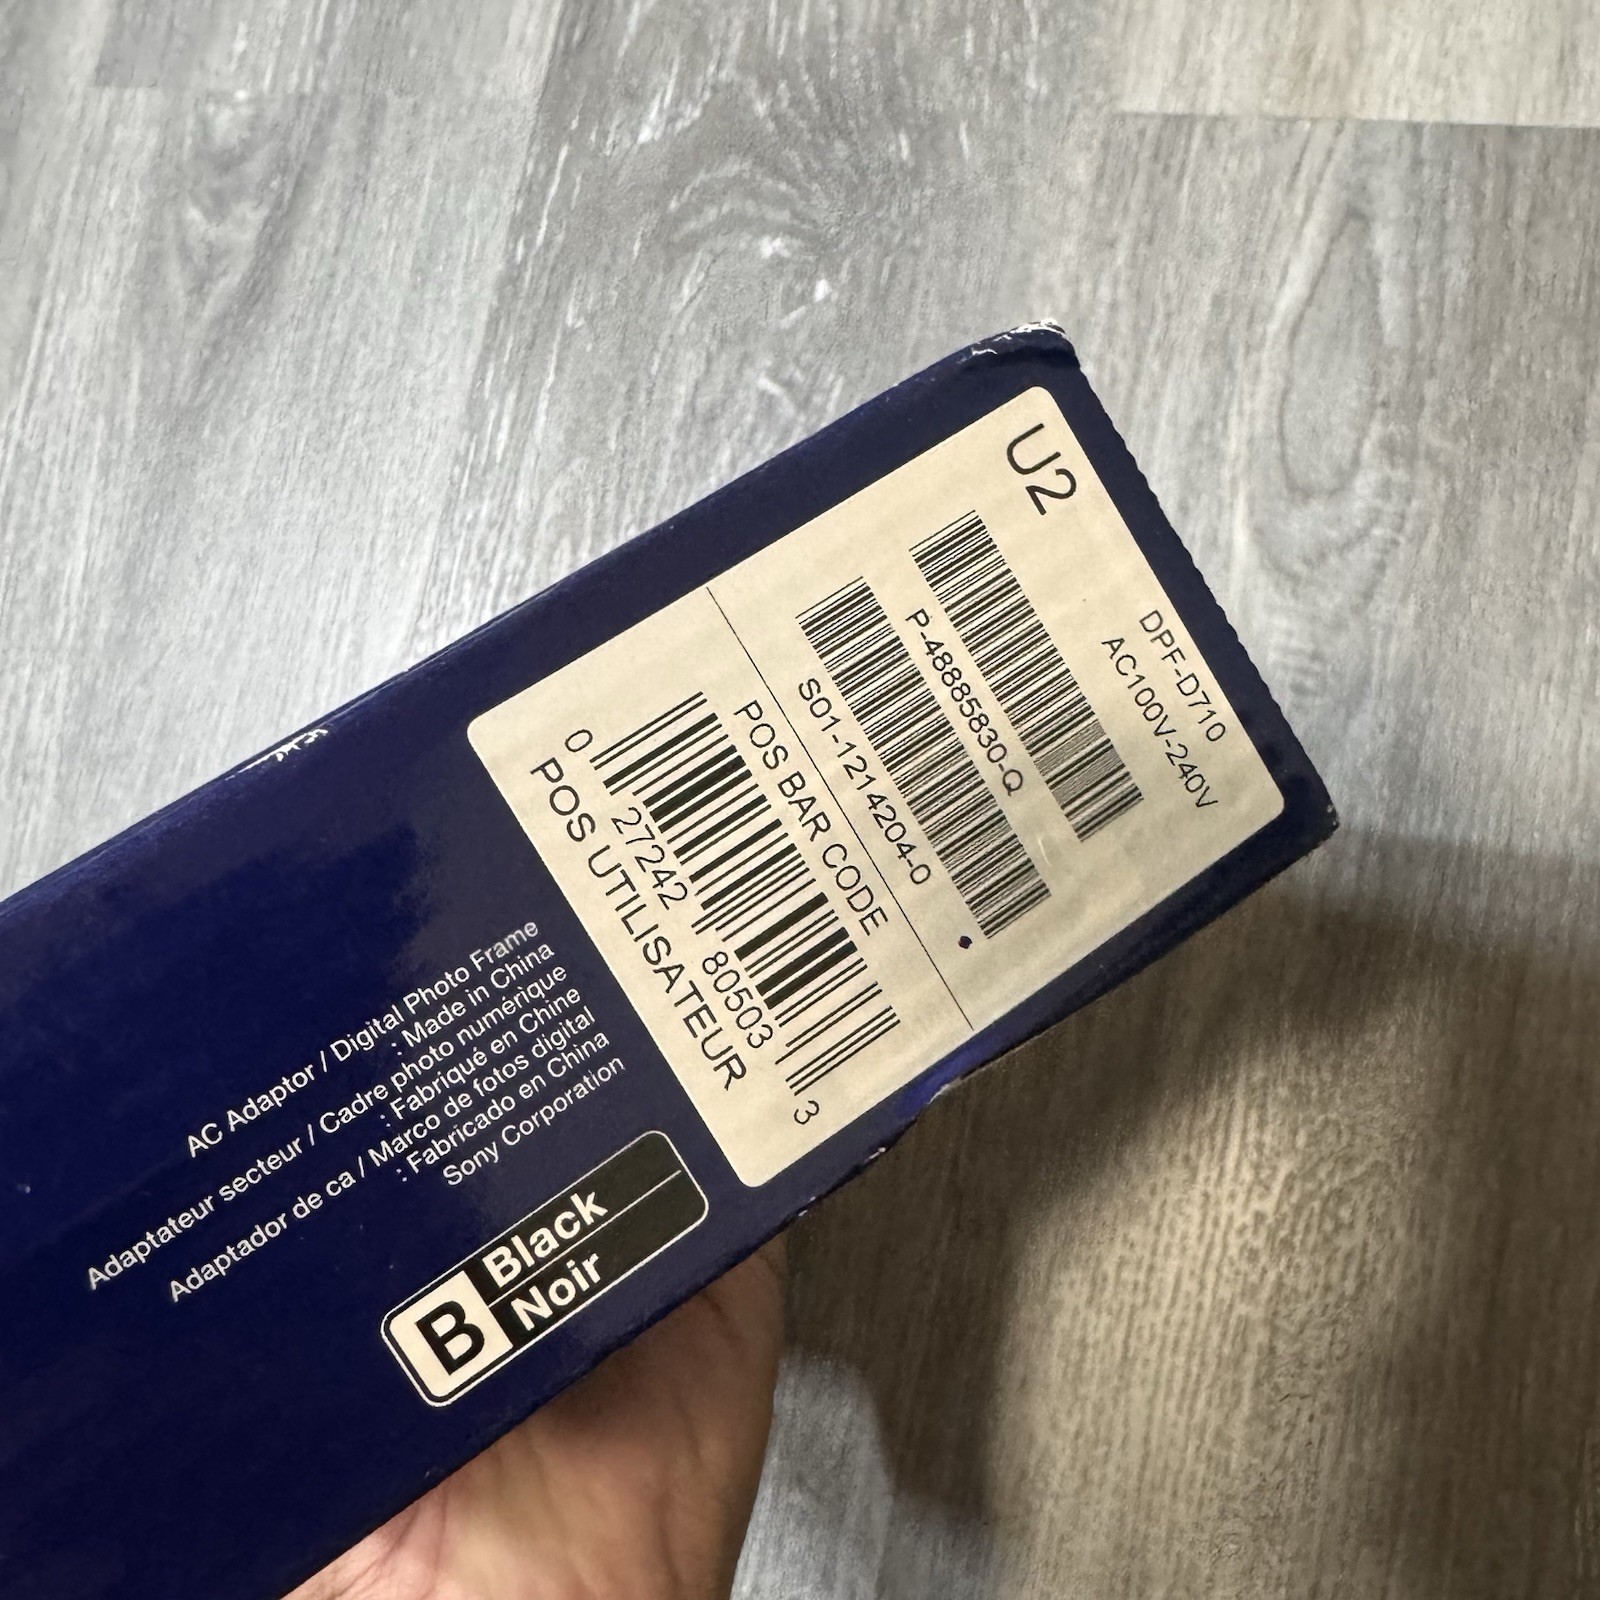 U2
DPF-D710
AC100V-240V
P-48885830-Q
S01-1214204-0
POS BAR CODE
0 27242 80503 3
POS UTILISATEUR
AC Adaptor / Digital Photo Frame
: Made in China
Adaptateur secteur / Cadre photo numérique
: Fabriqué en Chine
Adaptador de ca / Marco de fotos digital
: Fabricado en China
Sony Corporation
B Black
Noir